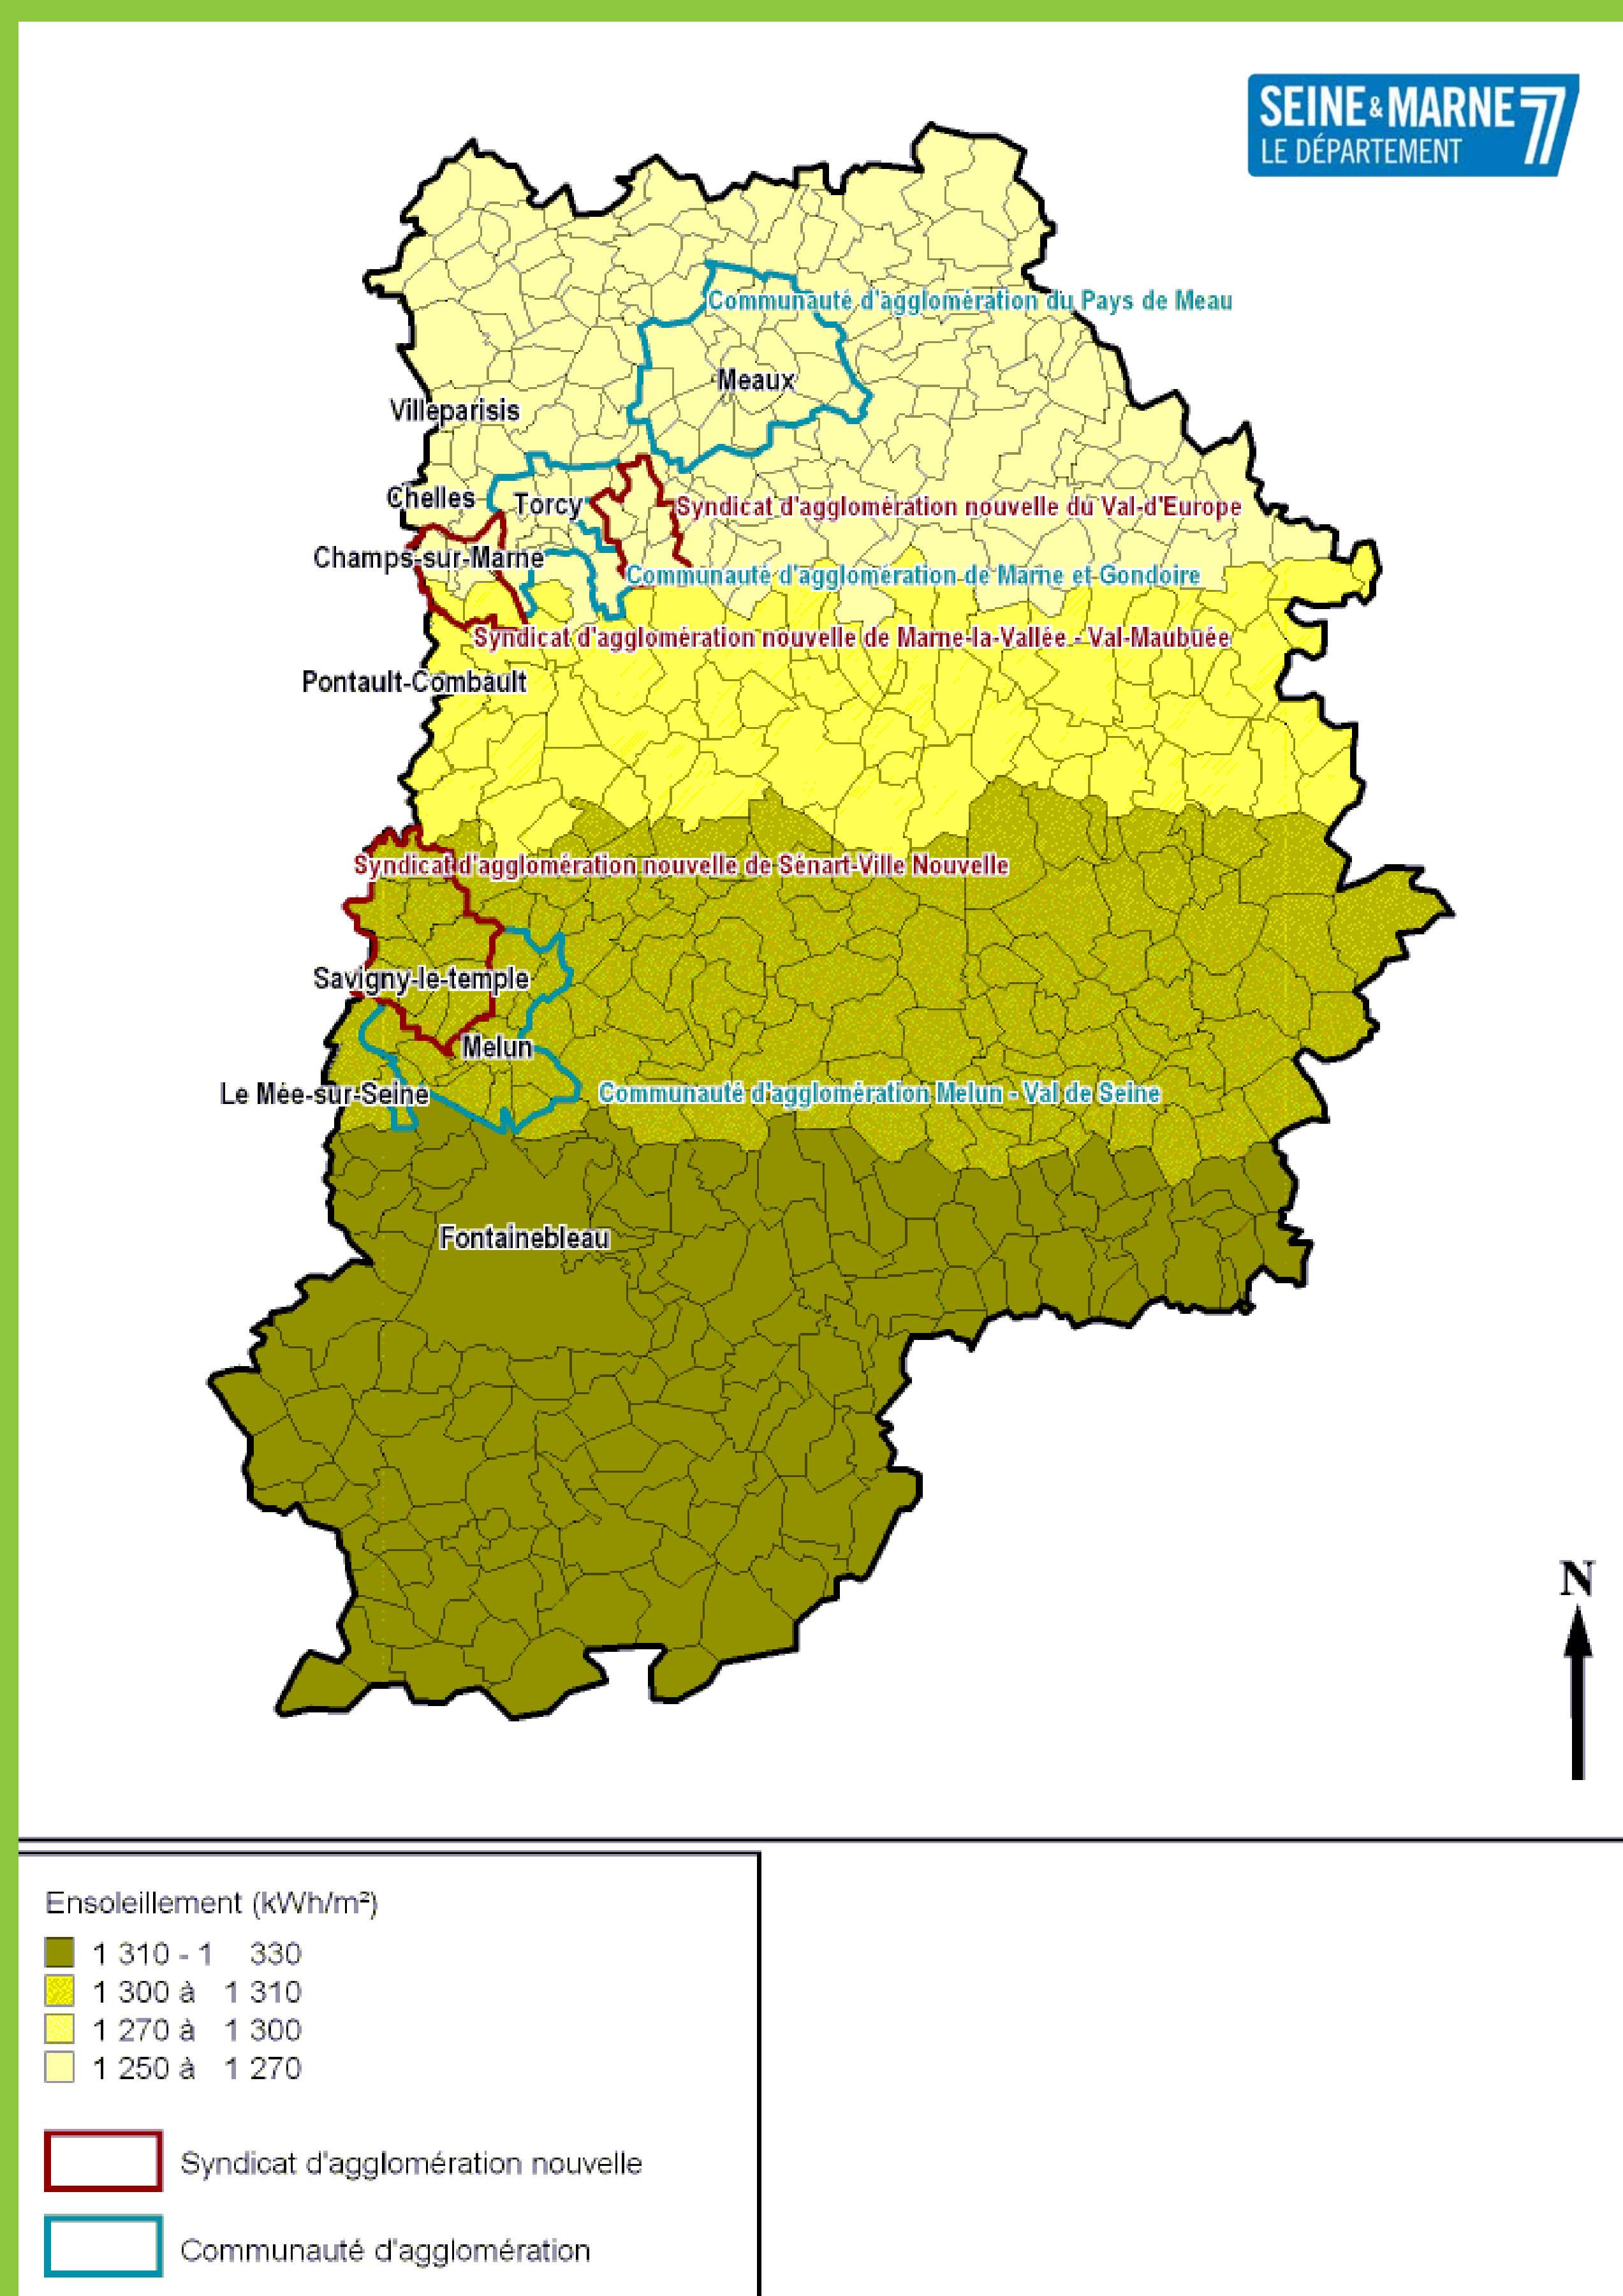 SEINE & MARNE 77
LE DÉPARTEMENT
Communauté d'agglomération du Pays de Meau
Meaux
Villeparisis
Chelles
Torcy
Syndicat d'agglomération nouvelle du Val-d'Europe
Champs-sur-Marne
Communauté d'agglomération de Marne et Gondoire
Syndicat d'agglomération nouvelle de Marne-la-Vallée - Val-Maubuée
Pontault-Combault
Syndicat d'agglomération nouvelle de Sénart-Ville Nouvelle
Savigny-le-temple
Melun
Le Mée-sur-Seine
Communauté d'agglomération Melun - Val de Seine
Fontainebleau
N
Ensoleillement (kWh/m²)
1 310 - 1 330
1 300 à 1 310
1 270 à 1 300
1 250 à 1 270
Syndicat d'agglomération nouvelle
Communauté d'agglomération